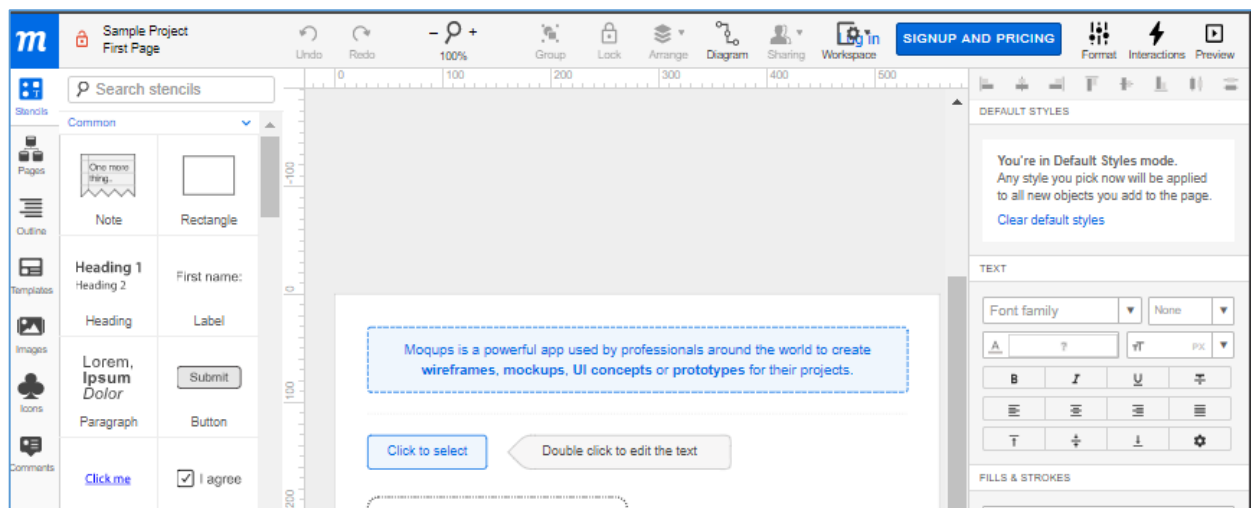 m
Sample Project
First Page
Undo
Redo
- +
100%
Group
Lock
Arrange
Diagram
Sharing
Log in
Workspace
SIGNUP AND PRICING
Format
Interactions
Preview
0 100 200 300 400 500
Stencils
Pages
Outline
Templates
Images
Icons
Comments
Search stencils
Common
One more
thing..
Note
Rectangle
Heading 1
Heading 2
Heading
First name:
Label
Lorem,
Ipsum
Dolor
Paragraph
Submit
Button
Click me
I agree
-100
0
100
200
Moqups is a powerful app used by professionals around the world to create
wireframes, mockups, UI concepts or prototypes for their projects.
Click to select
Double click to edit the text
DEFAULT STYLES
You're in Default Styles mode.
Any style you pick now will be applied
to all new objects you add to the page.
Clear default styles
TEXT
Font family
None
A ? TT PX
B I U T
FILLS & STROKES